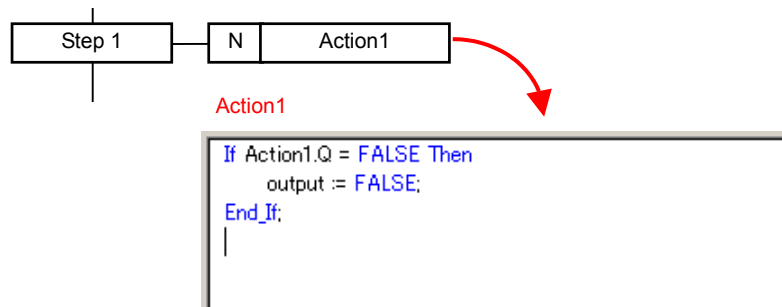 Step 1
N
Action1
Action1
If Action1.Q = FALSE Then
output := FALSE;
End_If;